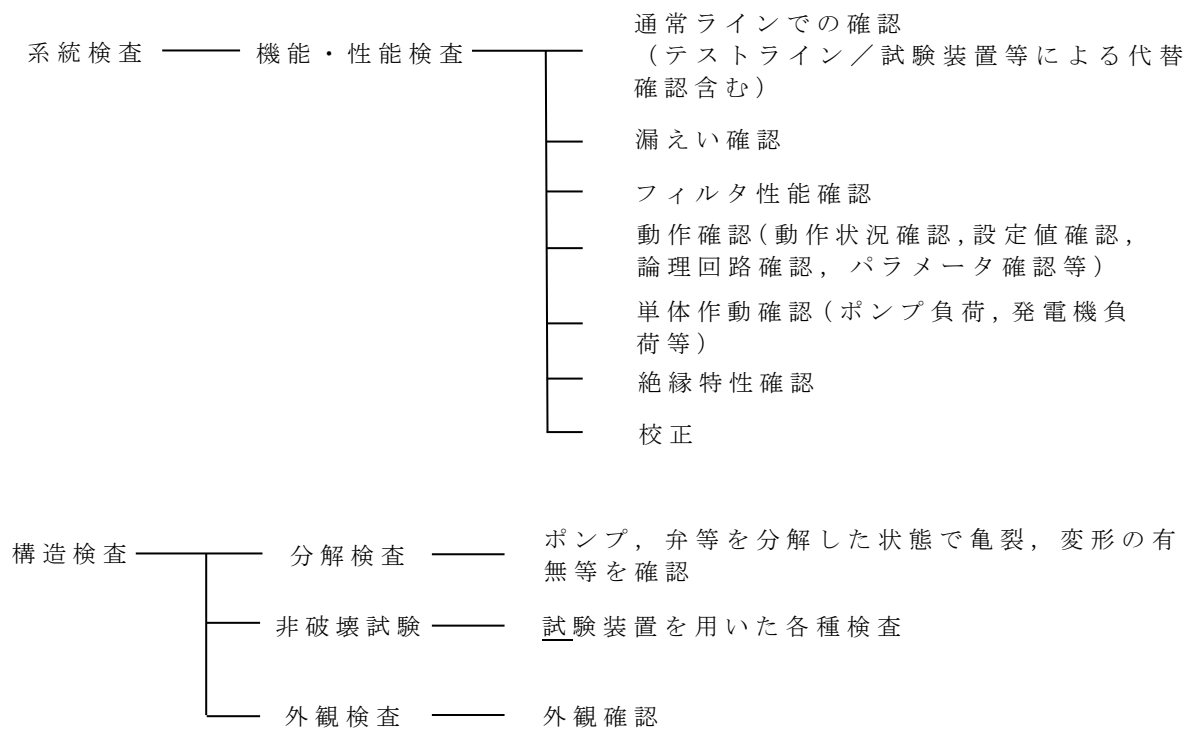 通常ラインでの確認
系統検査 機能・性能検査 （テストライン／試験装置等による代替
確認含む）
漏えい確認
フィルタ性能確認
動作確認(動作状況確認,設定値確認,
論理回路確認, パラメータ確認等)
単体作動確認(ポンプ負荷,発電機負
荷等)
絶縁特性確認
校正
構造検査 分解検査 ポンプ, 弁等を分解した状態で亀裂, 変形の有
無等を確認
非破壊試験 試験装置を用いた各種検査
外観検査 外観確認